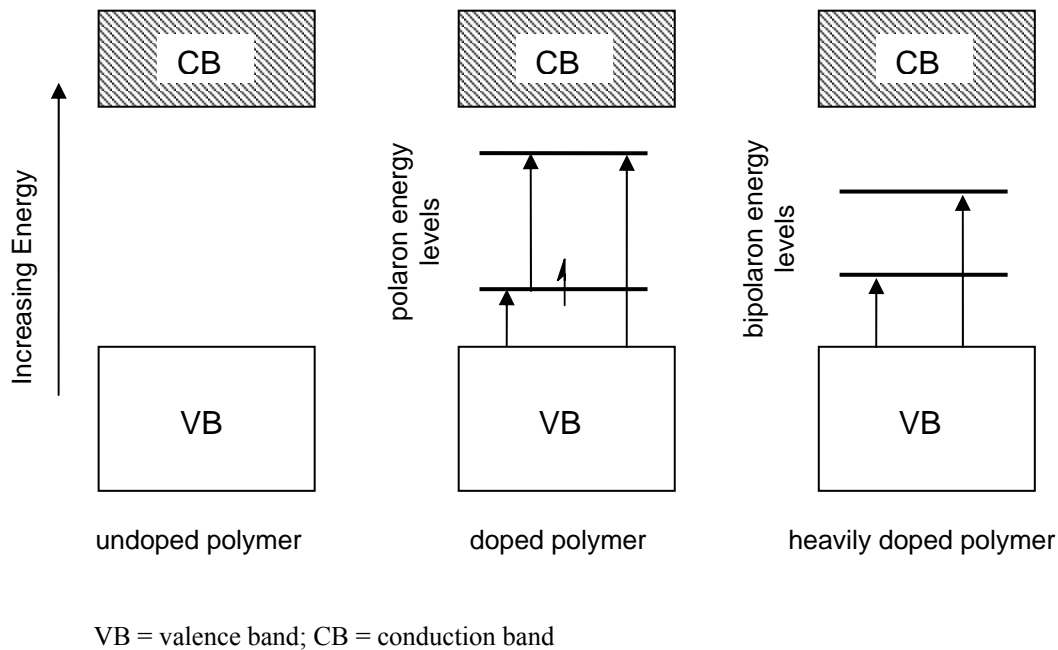 CB
CB
CB
Increasing Energy
polaron energy
levels
bipolaron energy
levels
VB
VB
VB
undoped polymer
doped polymer
heavily doped polymer
VB = valence band; CB = conduction band